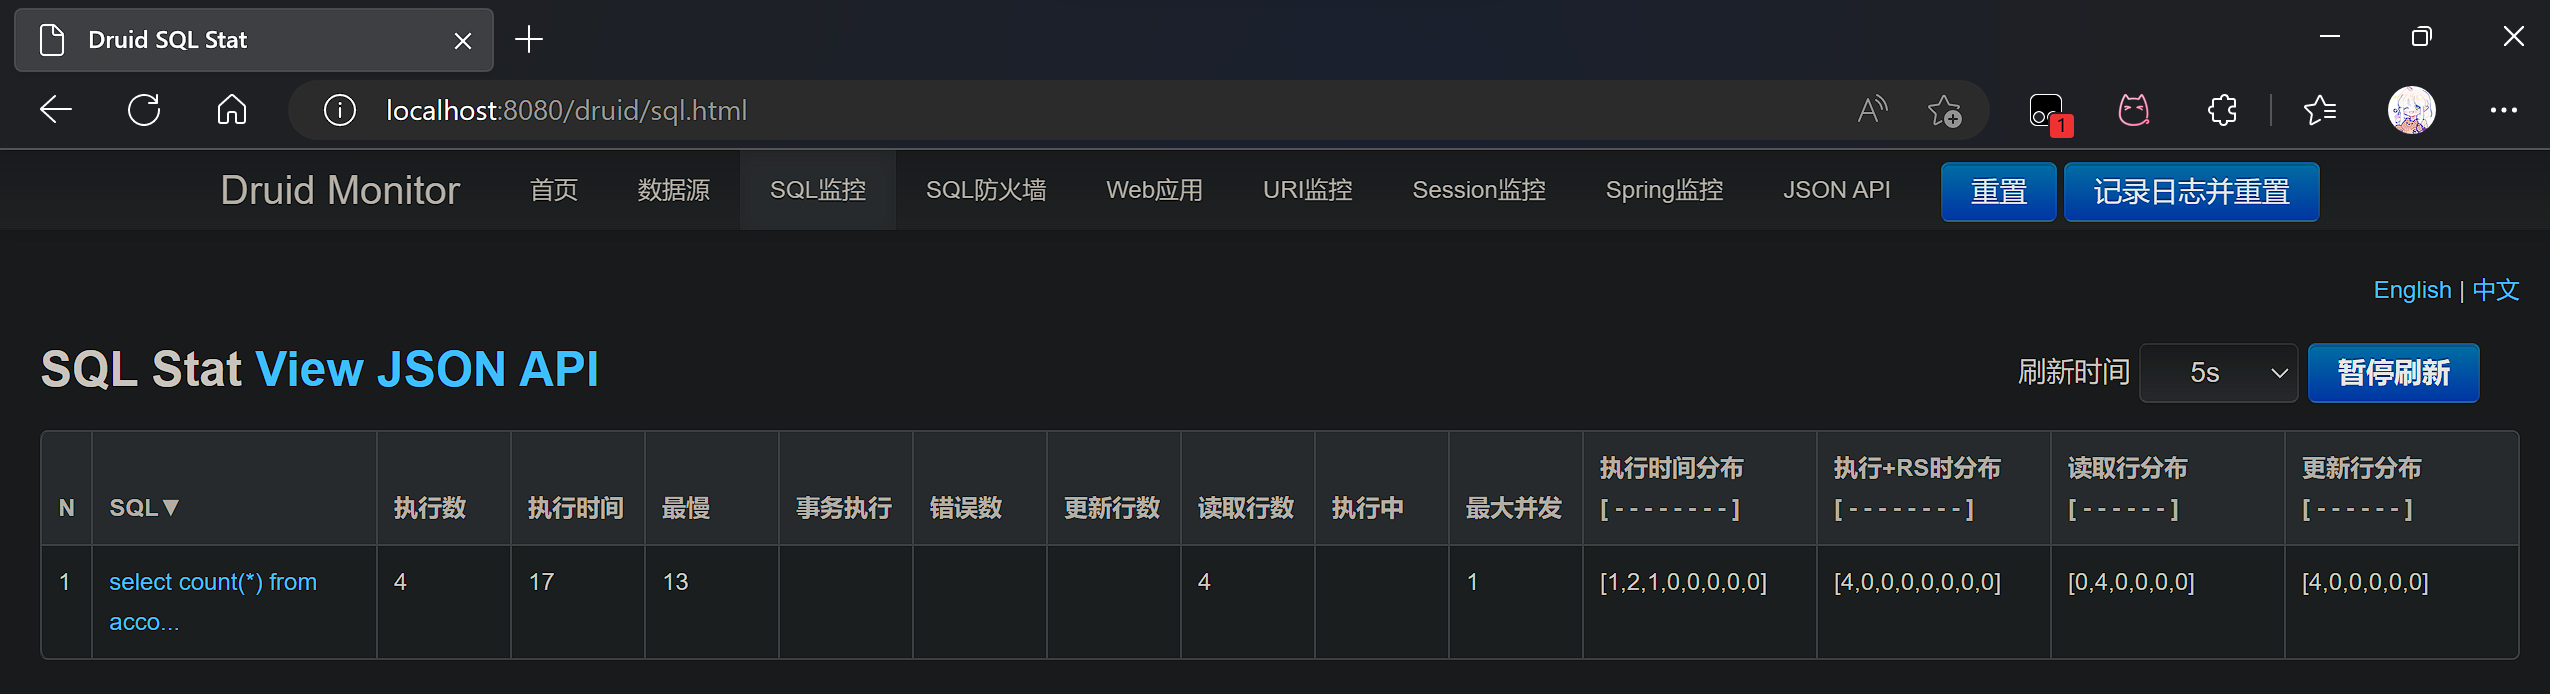 Druid SQL Stat
localhost:8080/druid/sql.html
1
Druid Monitor 首页 数据源 SQL监控 SQL防火墙 Web应用 URI监控 Session监控 Spring监控 JSON API 重置 记录日志并重置
English | 中文
SQL Stat View JSON API 刷新时间 5s 暂停刷新
N SQL▼ 执行数 执行时间 最慢 事务执行 错误数 更新行数 读取行数 执行中 最大并发 执行时间分布 执行+RS时分布 读取行分布 更新行分布
[ - - - - - - - - ] [ - - - - - - - - ] [ - - - - - - ] [ - - - - - - ]
1 select count(*) from 4 17 13 4 1 [1,2,1,0,0,0,0,0] [4,0,0,0,0,0,0,0] [0,4,0,0,0,0] [4,0,0,0,0,0]
acco...